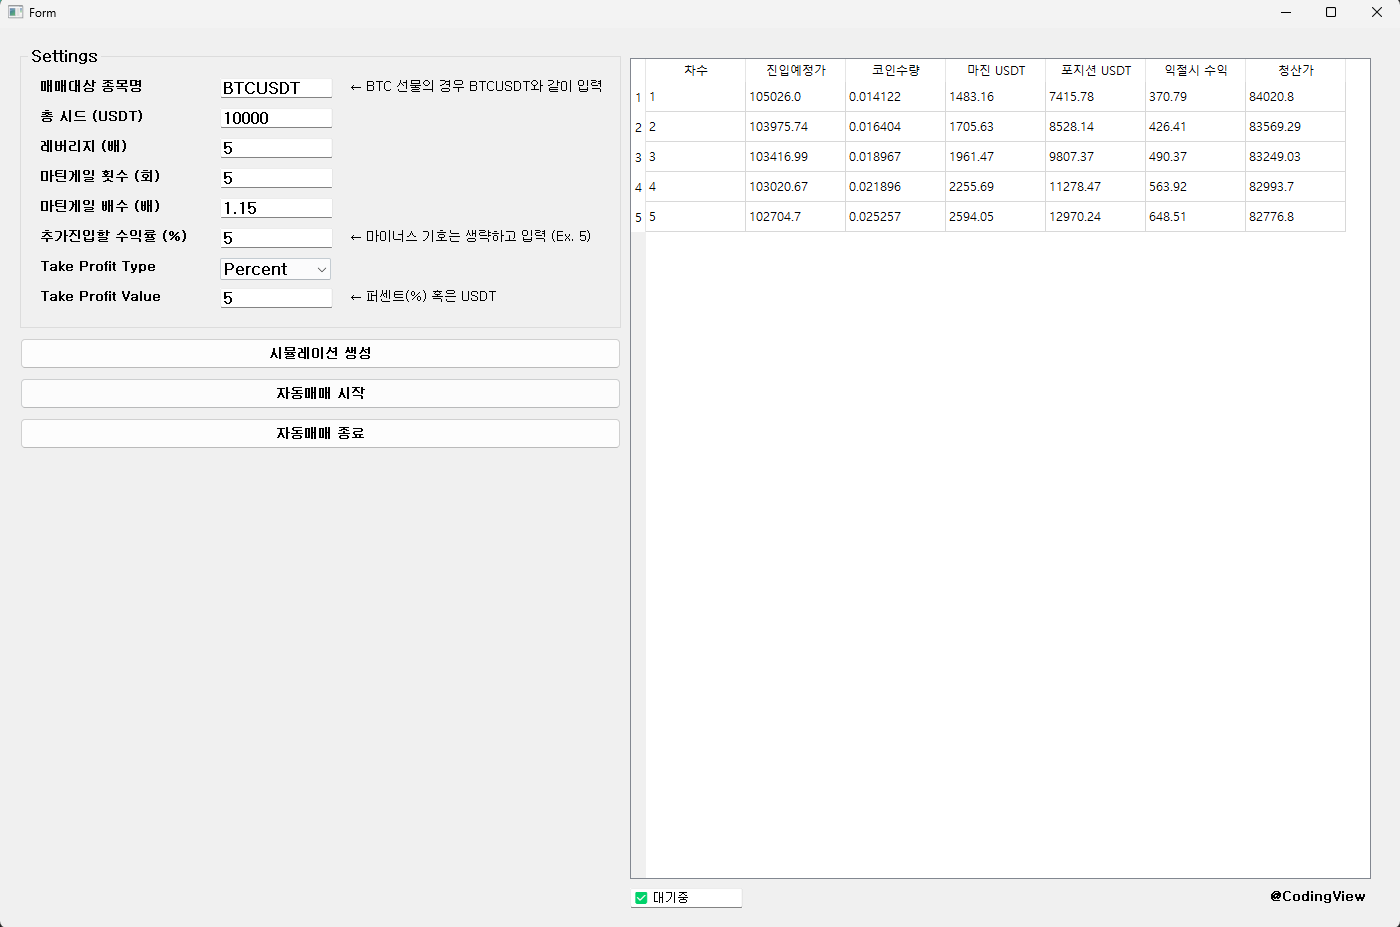 Form
Settings
매매대상 종목명 BTCUSDT ← BTC 선물의 경우 BTCUSDT와 같이 입력
총 시드 (USDT) 10000
레버리지 (배) 5
마틴게일 횟수 (회) 5
마틴게일 배수 (배) 1.15
추가진입할 수익률 (%) 5 ← 마이너스 기호는 생략하고 입력 (Ex. 5)
Take Profit Type Percent
Take Profit Value 5 ← 퍼센트(%) 혹은 USDT
시뮬레이션 생성
자동매매 시작
자동매매 종료
차수 진입예정가 코인수량 마진 USDT 포지션 USDT 익절시 수익 청산가
1 1 105026.0 0.014122 1483.16 7415.78 370.79 84020.8
2 2 103975.74 0.016404 1705.63 8528.14 426.41 83569.29
3 3 103416.99 0.018967 1961.47 9807.37 490.37 83249.03
4 4 103020.67 0.021896 2255.69 11278.47 563.92 82993.7
5 5 102704.7 0.025257 2594.05 12970.24 648.51 82776.8
✅ 대기중
@CodingView